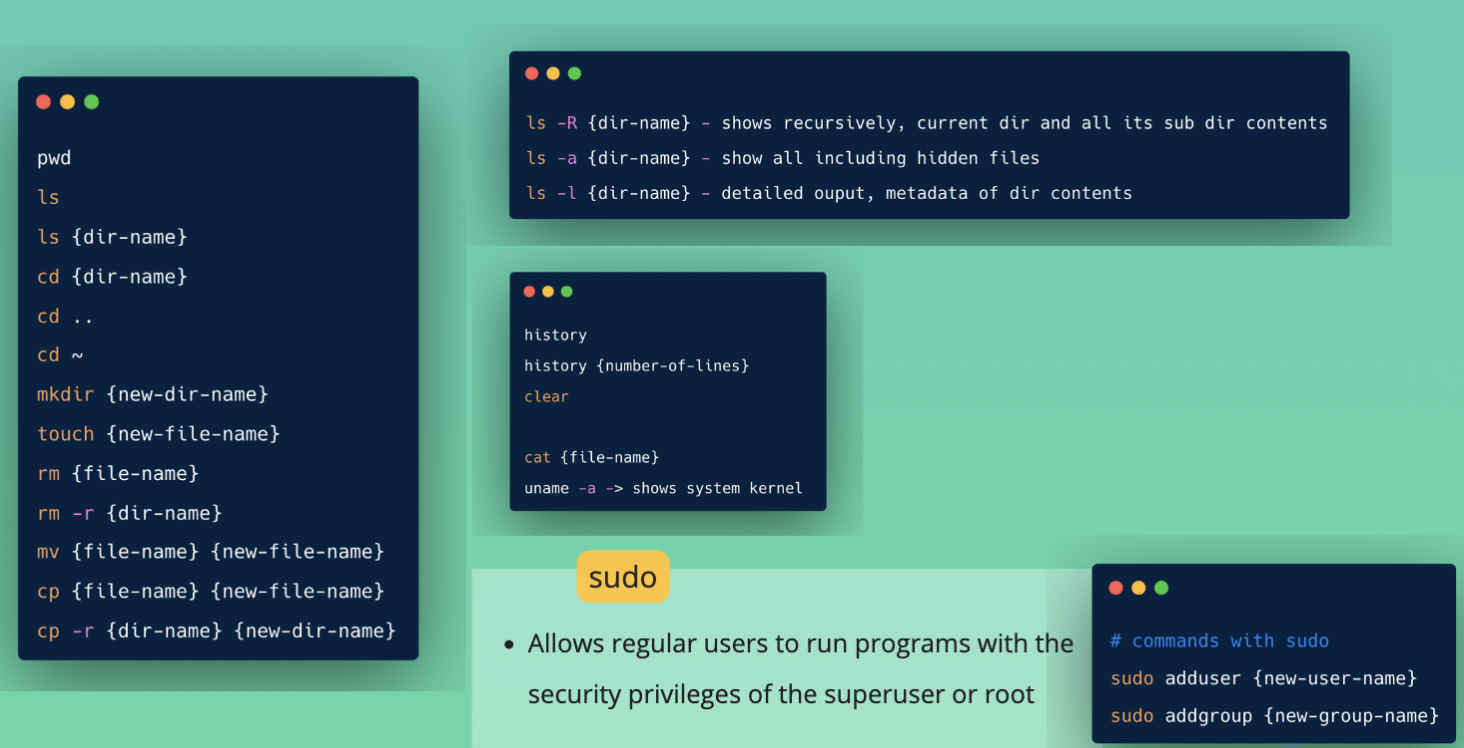 pwd
ls
ls {dir-name}
cd {dir-name}
cd ..
cd ~
mkdir {new-dir-name}
touch {new-file-name}
rm {file-name}
rm -r {dir-name}
mv {file-name} {new-file-name}
cp {file-name} {new-file-name}
cp -r {dir-name} {new-dir-name}
ls -R {dir-name} - shows recursively, current dir and all its sub dir contents
ls -a {dir-name} - show all including hidden files
ls -l {dir-name} - detailed ouput, metadata of dir contents
history
history {number-of-lines}
clear
cat {file-name}
uname -a -> shows system kernel
sudo
• Allows regular users to run programs with the
security privileges of the superuser or root
# commands with sudo
sudo adduser {new-user-name}
sudo addgroup {new-group-name}